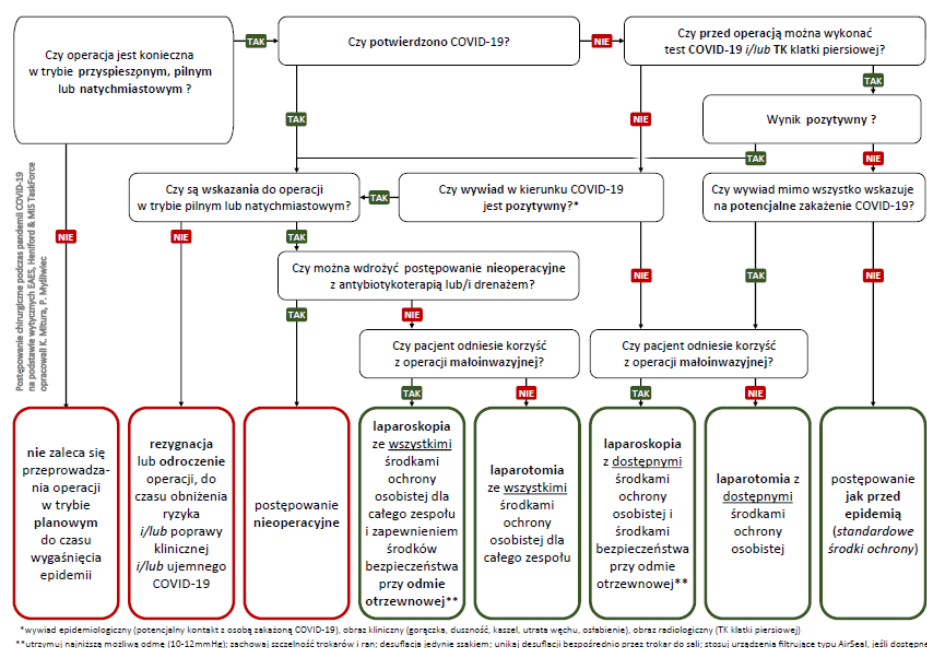 Czy operacja jest konieczna
w trybie przyspieszonym, pilnym
lub natychmiastowym ?
TAK
Czy potwierdzono COVID-19?
NIE
Czy przed operacją można wykonać
test COVID-19 i/lub TK klatki piersiowej?
TAK
TAK
NIE
Wynik pozytywny ?
TAK
NIE
Czy są wskazania do operacji
w trybie pilnym lub natychmiastowym?
TAK
Czy wywiad w kierunku COVID-19
jest pozytywny?*
Czy wywiad mimo wszystko wskazuje
na potencjalne zakażenie COVID-19?
Postępowanie chirurgiczne podczas pandemii COVID-19
na podstawie wytycznych EAES, Heniford & MIS TaskForce
opracowali K. Mitura, P. Myśliwiec
NIE
NIE
TAK
Czy można wdrożyć postępowanie nieoperacyjne
z antybiotykoterapią lub/i drenażem?
NIE
TAK
NIE
TAK
NIE
Czy pacjent odniesie korzyść
z operacji małoinwazyjnej?
Czy pacjent odniesie korzyść
z operacji małoinwazyjnej?
TAK
NIE
TAK
NIE
nie zaleca się
przeprowadza-
nia operacji
w trybie
planowym
do czasu
wygaśnięcia
epidemii
rezygnacja
lub odroczenie
operacji, do
czasu obniżenia
ryzyka
i/lub poprawy
klinicznej
i/lub ujemnego
COVID-19
postępowanie
nieoperacyjne
laparoskopia
ze wszystkimi
środkami
ochrony
osobistej dla
całego zespołu
i zapewnieniem
środków
bezpieczeństwa
przy odmie
otrzewnowej**
laparotomia
ze wszystkimi
środkami
ochrony
osobistej dla
całego zespołu
laparoskopia
z dostępnymi
środkami
ochrony
osobistej i
środkami
bezpieczeństwa
przy odmie
otrzewnowej**
laparotomia z
dostępnymi
środkami
ochrony
osobistej
postępowanie
jak przed
epidemią
(standardowe
środki ochrony)
*wywiad epidemiologiczny (potencjalny kontakt z osobą zakażoną COVID-19), obraz kliniczny (gorączka, duszność, kaszel, utrata węchu, osłabienie), obraz radiologiczny (TK klatki piersiowej)
**utrzymuj najniższą możliwą odmę (10-12mmHg); zachowaj szczelność trokarów i ran; desuflacja jedynie ssakiem; unikaj desuflacji bezpośrednio przez trokar do sali; stosuj urządzenia filtrujące typu AirSeal, jeśli dostępne